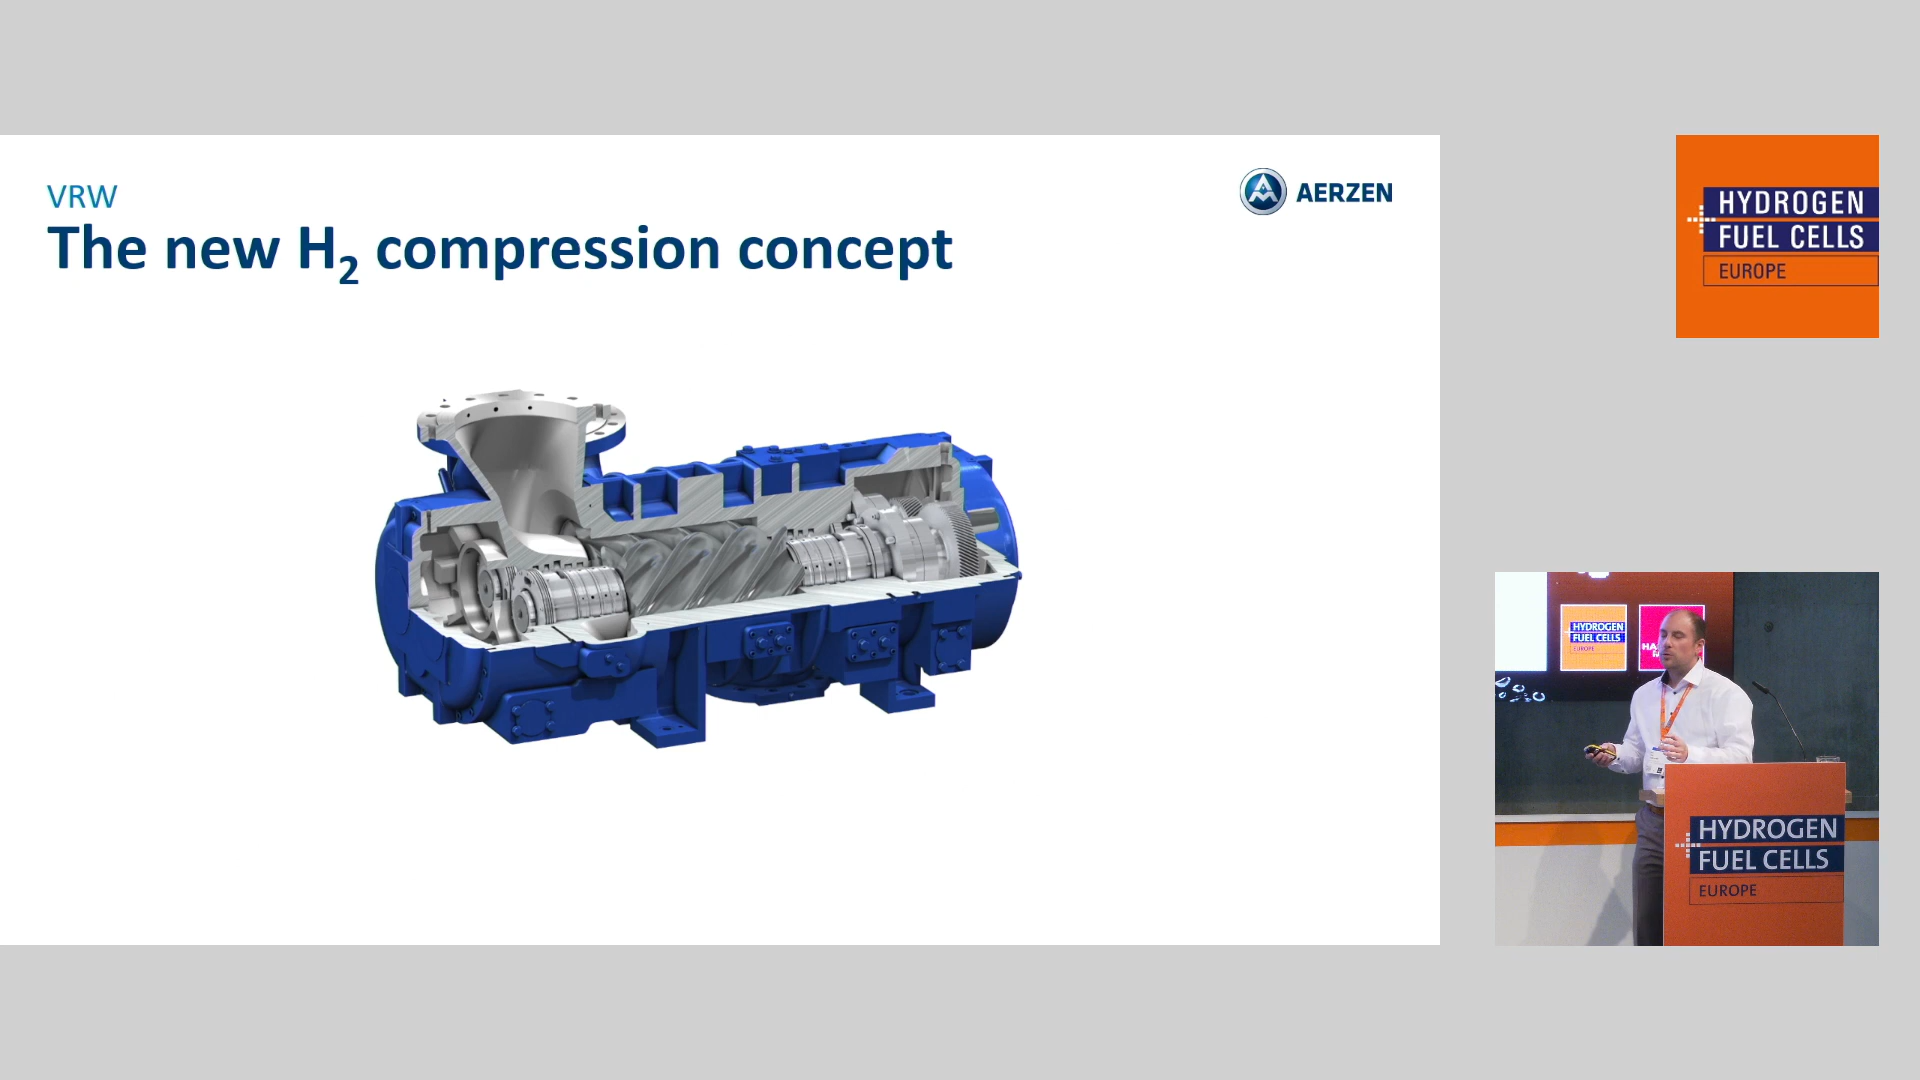 VRW
The new H2 compression concept
AERZEN
HYDROGEN
FUEL CELLS
EUROPE
HYDROGEN
FUEL CELLS
EUROPE
HYDROGEN
FUEL CELLS
EUROPE